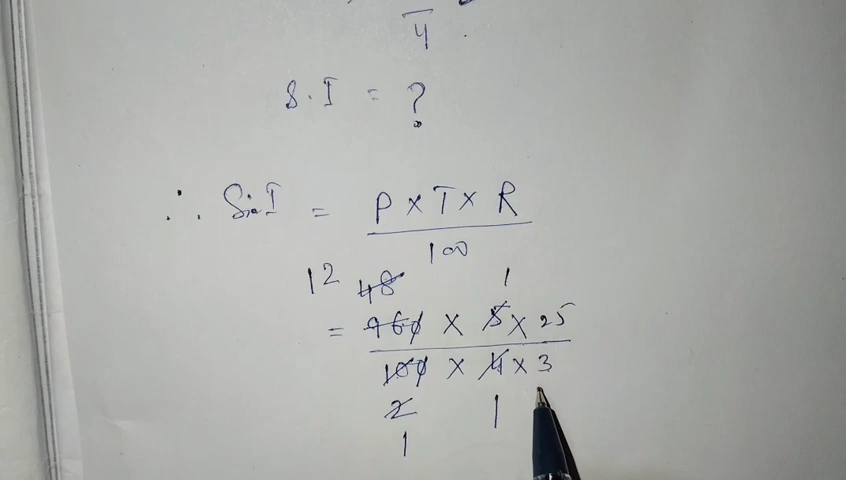 4 .
S.I = ?
∴ S.I = P × T × R
100
12 48 1
= 960 × 5 × 25
100 × 4 × 3
2 1
1